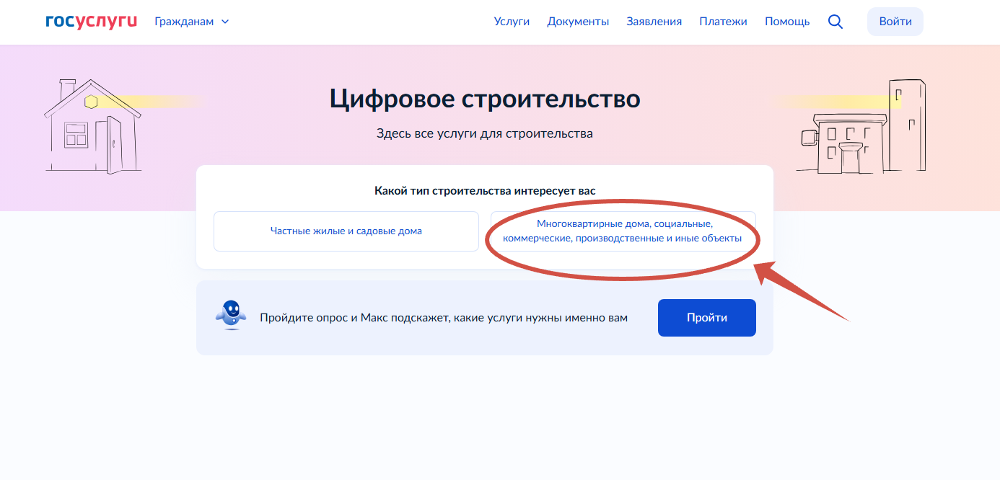 госуслуги Гражданам Услуги Документы Заявления Платежи Помощь Войти
Цифровое строительство
Здесь все услуги для строительства
Какой тип строительства интересует вас
Частные жилые и садовые дома
Многоквартирные дома, социальные,
коммерческие, производственные и иные объекты
Пройдите опрос и Макс подскажет, какие услуги нужны именно вам
Пройти